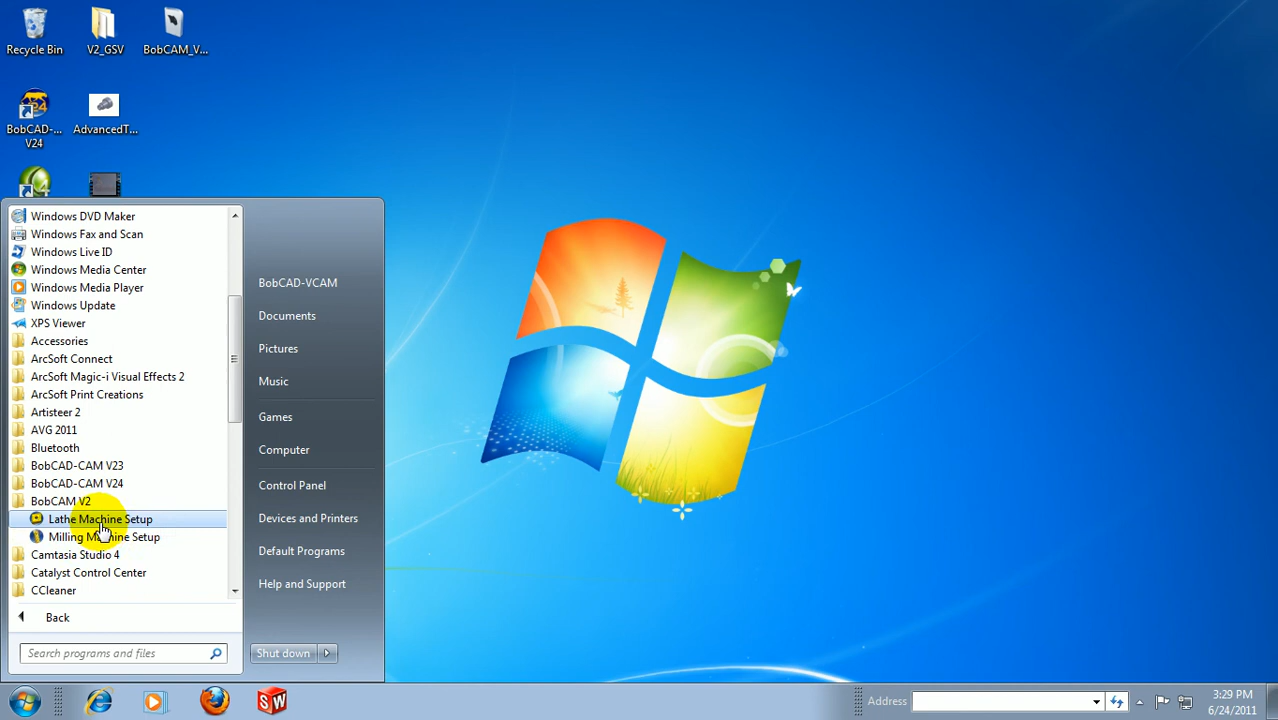 Recycle Bin
V2_GSV
BobCAM_V...
BobCAD-...
V24
AdvancedT...
Windows DVD Maker
Windows Fax and Scan
Windows Live ID
Windows Media Center
Windows Media Player
Windows Update
XPS Viewer
Accessories
ArcSoft Connect
ArcSoft Magic-i Visual Effects 2
ArcSoft Print Creations
Artisteer 2
AVG 2011
Bluetooth
BobCAD-CAM V23
BobCAD-CAM V24
BobCAM V2
Lathe Machine Setup
Milling Machine Setup
Camtasia Studio 4
Catalyst Control Center
CCleaner
Back
Search programs and files
BobCAD-VCAM
Documents
Pictures
Music
Games
Computer
Control Panel
Devices and Printers
Default Programs
Help and Support
Shut down
Address
3:29 PM
6/24/2011